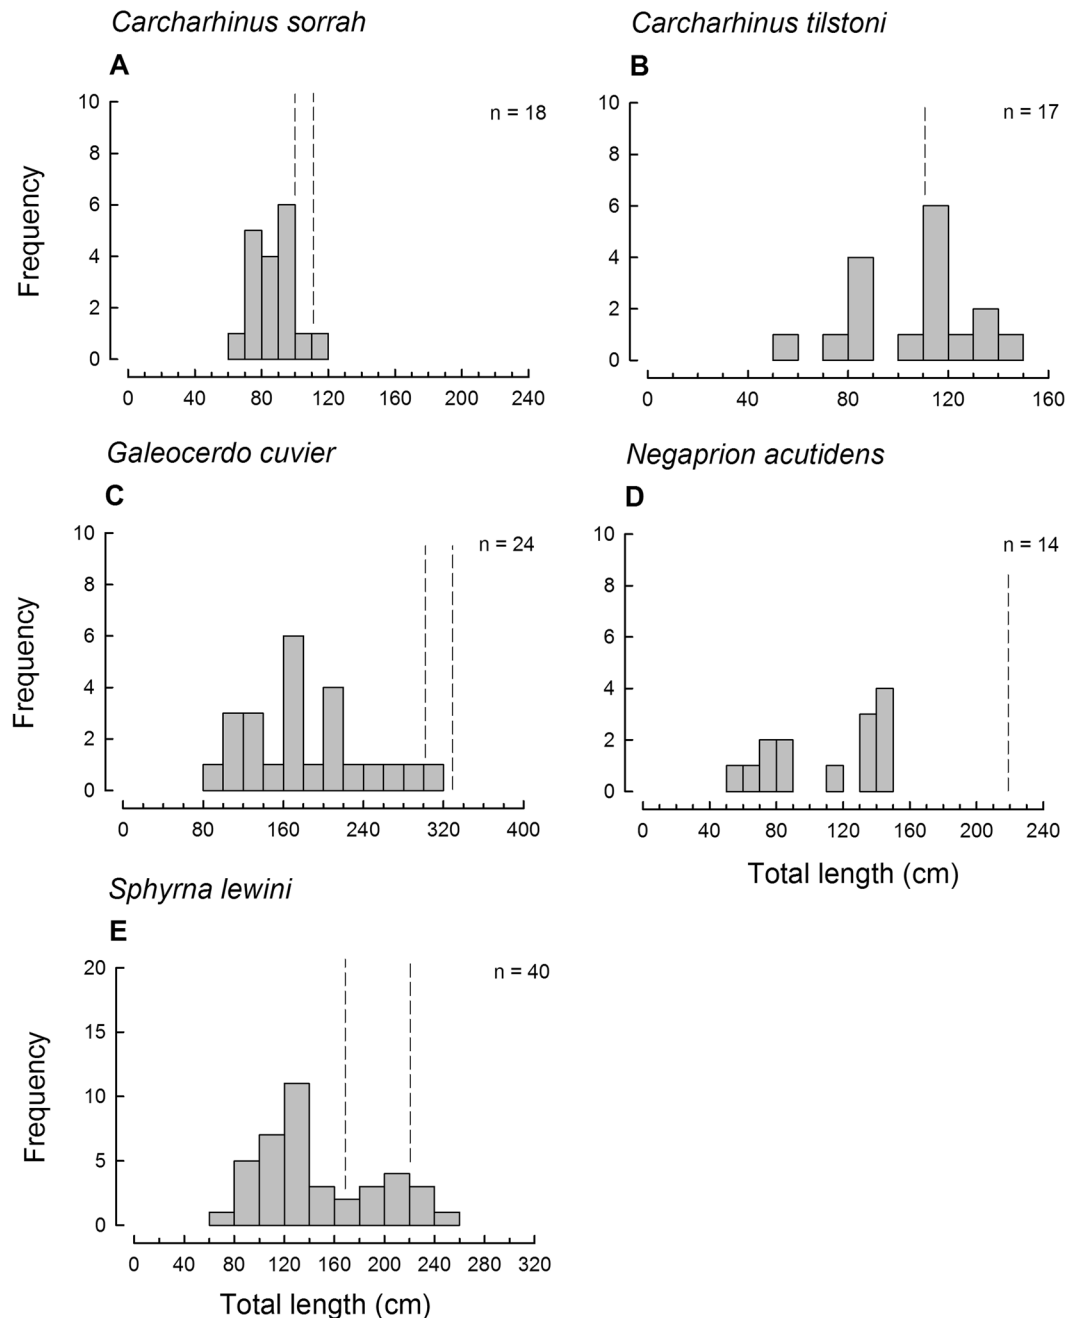 Carcharhinus sorrah
A
n = 18
Frequency
10
8
6
4
2
0
0 40 80 120 160 200 240
Carcharhinus tilstoni
B
n = 17
10
8
6
4
2
0
0 40 80 120 160
Galeocerdo cuvier
C
n = 24
Frequency
10
8
6
4
2
0
0 80 160 240 320 400
Negaprion acutidens
D
n = 14
10
8
6
4
2
0
0 40 80 120 160 200 240
Total length (cm)
Sphyrna lewini
E
n = 40
Frequency
20
15
10
5
0
0 40 80 120 160 200 240 280 320
Total length (cm)